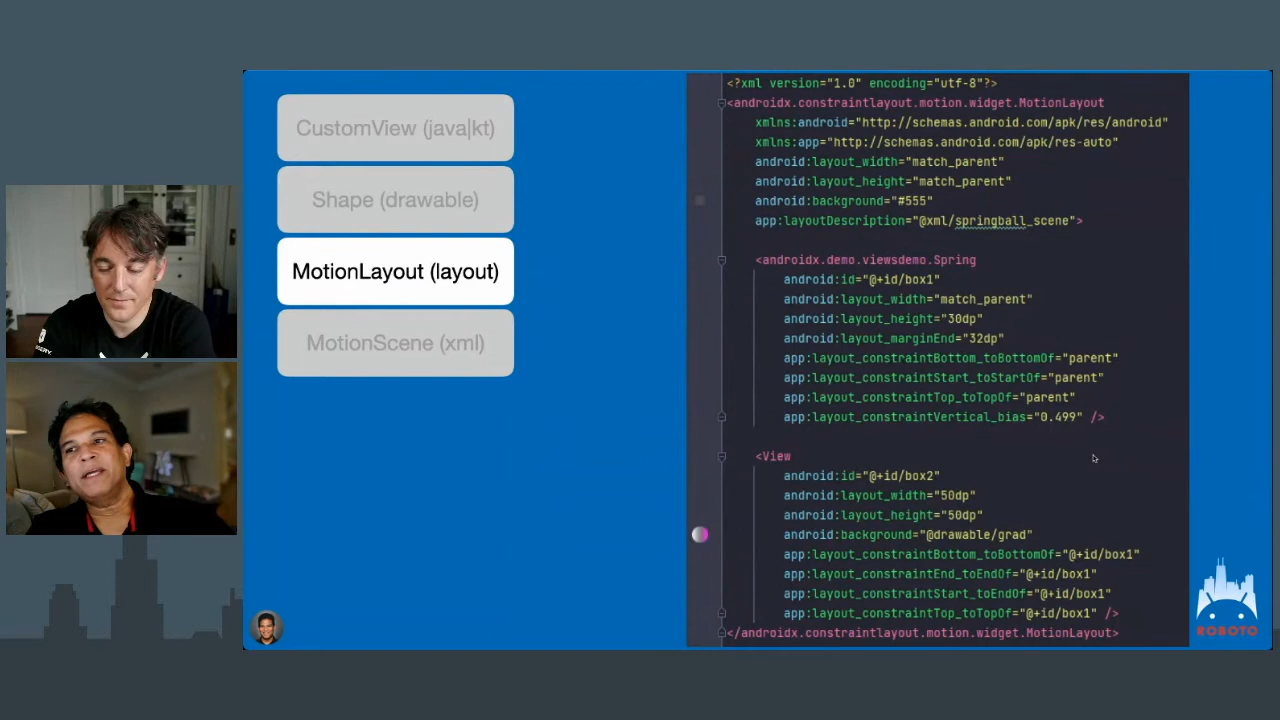 CustomView (java|kt)
Shape (drawable)
MotionLayout (layout)
MotionScene (xml)
<?xml version="1.0" encoding="utf-8"?>
<androidx.constraintlayout.motion.widget.MotionLayout
xmlns:android="http://schemas.android.com/apk/res/android"
xmlns:app="http://schemas.android.com/apk/res-auto"
android:layout_width="match_parent"
android:layout_height="match_parent"
android:background="#555"
app:layoutDescription="@xml/springball_scene">
<androidx.demo.viewsdemo.Spring
android:id="@+id/box1"
android:layout_width="match_parent"
android:layout_height="30dp"
android:layout_marginEnd="32dp"
app:layout_constraintBottom_toBottomOf="parent"
app:layout_constraintStart_toStartOf="parent"
app:layout_constraintTop_toTopOf="parent"
app:layout_constraintVertical_bias="0.499" />
<View
android:id="@+id/box2"
android:layout_width="50dp"
android:layout_height="50dp"
android:background="@drawable/grad"
app:layout_constraintBottom_toBottomOf="@+id/box1"
app:layout_constraintEnd_toEndOf="@+id/box1"
app:layout_constraintStart_toEndOf="@+id/box1"
app:layout_constraintTop_toTopOf="@+id/box1" />
</androidx.constraintlayout.motion.widget.MotionLayout>
ROBOTO